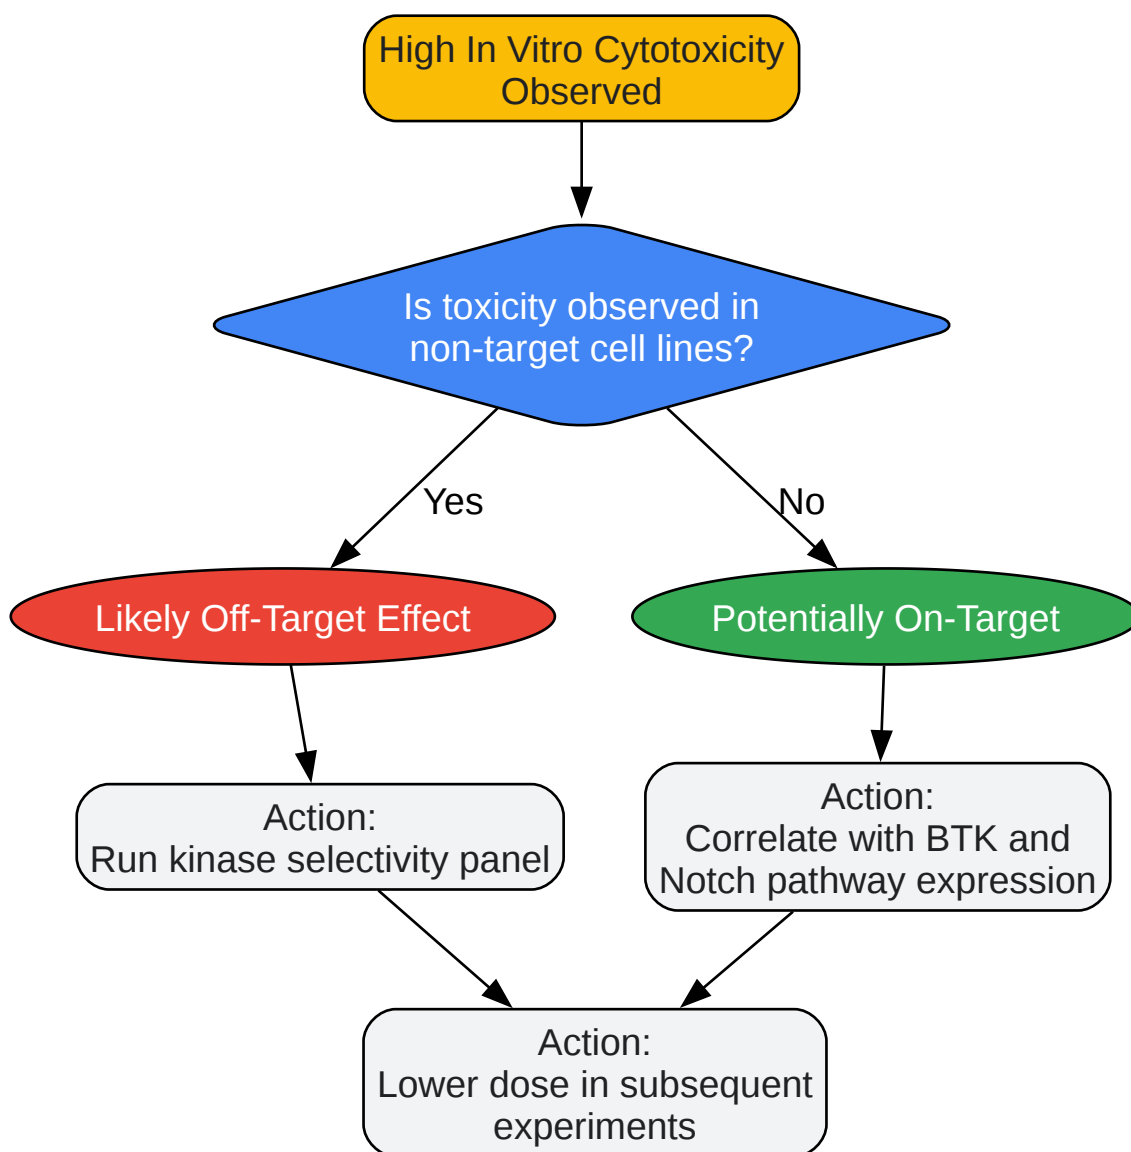 High In Vitro Cytotoxicity
Observed
Is toxicity observed in
non-target cell lines?
Yes
No
Likely Off-Target Effect
Potentially On-Target
Action:
Run kinase selectivity panel
Action:
Correlate with BTK and
Notch pathway expression
Action:
Lower dose in subsequent
experiments